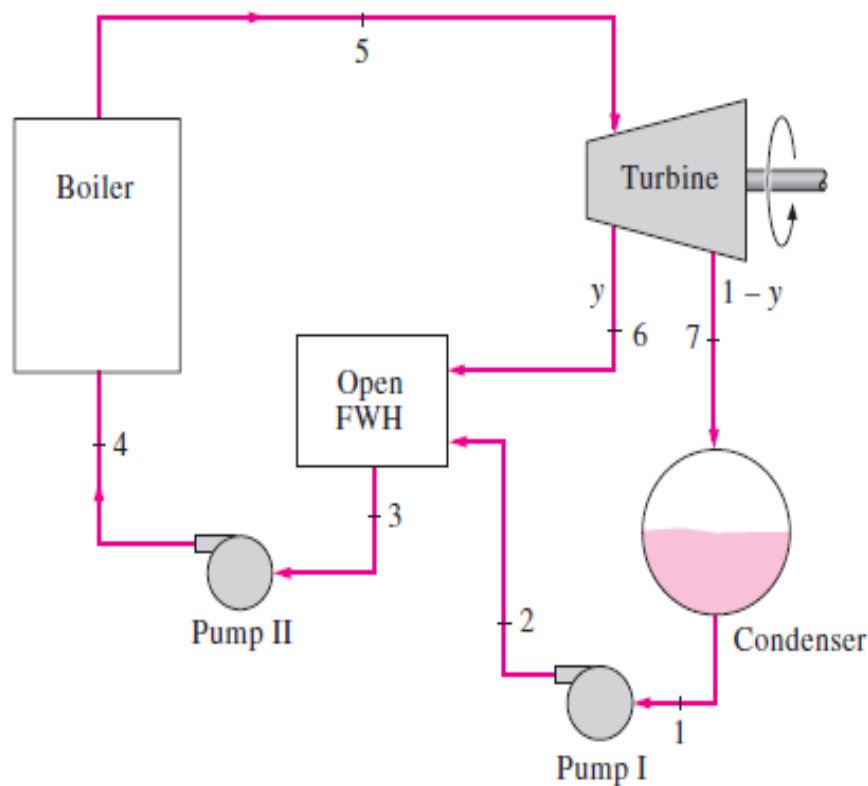 5
Boiler
Turbine
y
1 – y
6
7
Open
FWH
4
3
2
Pump II
Condenser
1
Pump I